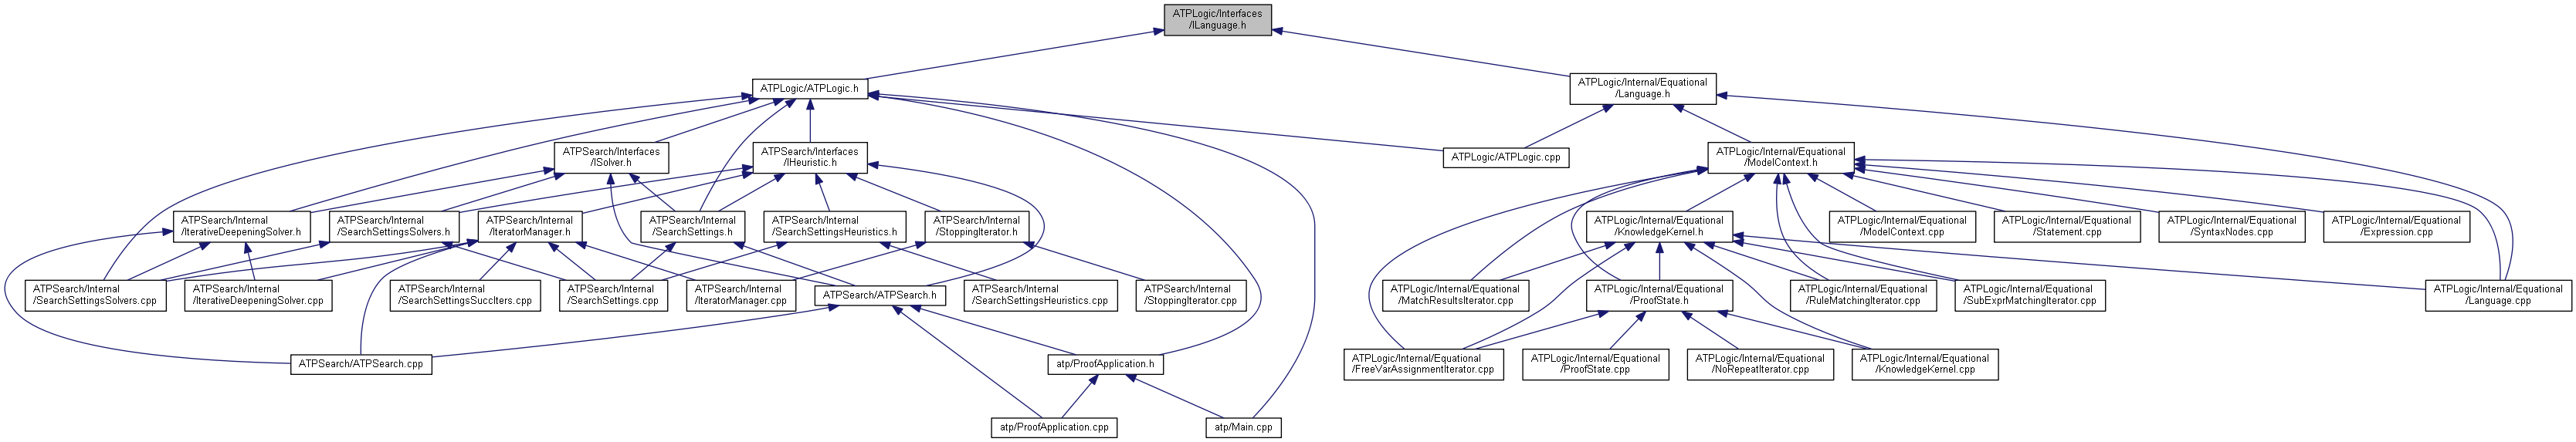 ATPLogic/Interfaces
/ILanguage.h
ATPLogic/ATPLogic.h
ATPLogic/Internal/Equational
/Language.h
ATPSearch/Interfaces
/ISolver.h
ATPSearch/Interfaces
/IHeuristic.h
ATPLogic/ATPLogic.cpp
ATPLogic/Internal/Equational
/ModelContext.h
ATPSearch/Internal
/IterativeDeepeningSolver.h
ATPSearch/Internal
/SearchSettingsSolvers.h
ATPSearch/Internal
/IteratorManager.h
ATPSearch/Internal
/SearchSettings.h
ATPSearch/Internal
/SearchSettingsHeuristics.h
ATPSearch/Internal
/StoppingIterator.h
ATPLogic/Internal/Equational
/KnowledgeKernel.h
ATPLogic/Internal/Equational
/ModelContext.cpp
ATPLogic/Internal/Equational
/Statement.cpp
ATPLogic/Internal/Equational
/SyntaxNodes.cpp
ATPLogic/Internal/Equational
/Expression.cpp
ATPSearch/Internal
/SearchSettingsSolvers.cpp
ATPSearch/Internal
/IterativeDeepeningSolver.cpp
ATPSearch/Internal
/SearchSettingsSuccIters.cpp
ATPSearch/Internal
/SearchSettings.cpp
ATPSearch/Internal
/IteratorManager.cpp
ATPSearch/ATPSearch.h
ATPSearch/Internal
/SearchSettingsHeuristics.cpp
ATPSearch/Internal
/StoppingIterator.cpp
ATPLogic/Internal/Equational
/MatchResultsIterator.cpp
ATPLogic/Internal/Equational
/ProofState.h
ATPLogic/Internal/Equational
/RuleMatchingIterator.cpp
ATPLogic/Internal/Equational
/SubExprMatchingIterator.cpp
ATPLogic/Internal/Equational
/Language.cpp
ATPSearch/ATPSearch.cpp
atp/ProofApplication.h
ATPLogic/Internal/Equational
/FreeVarAssignmentIterator.cpp
ATPLogic/Internal/Equational
/ProofState.cpp
ATPLogic/Internal/Equational
/NoRepeatIterator.cpp
ATPLogic/Internal/Equational
/KnowledgeKernel.cpp
atp/ProofApplication.cpp
atp/Main.cpp